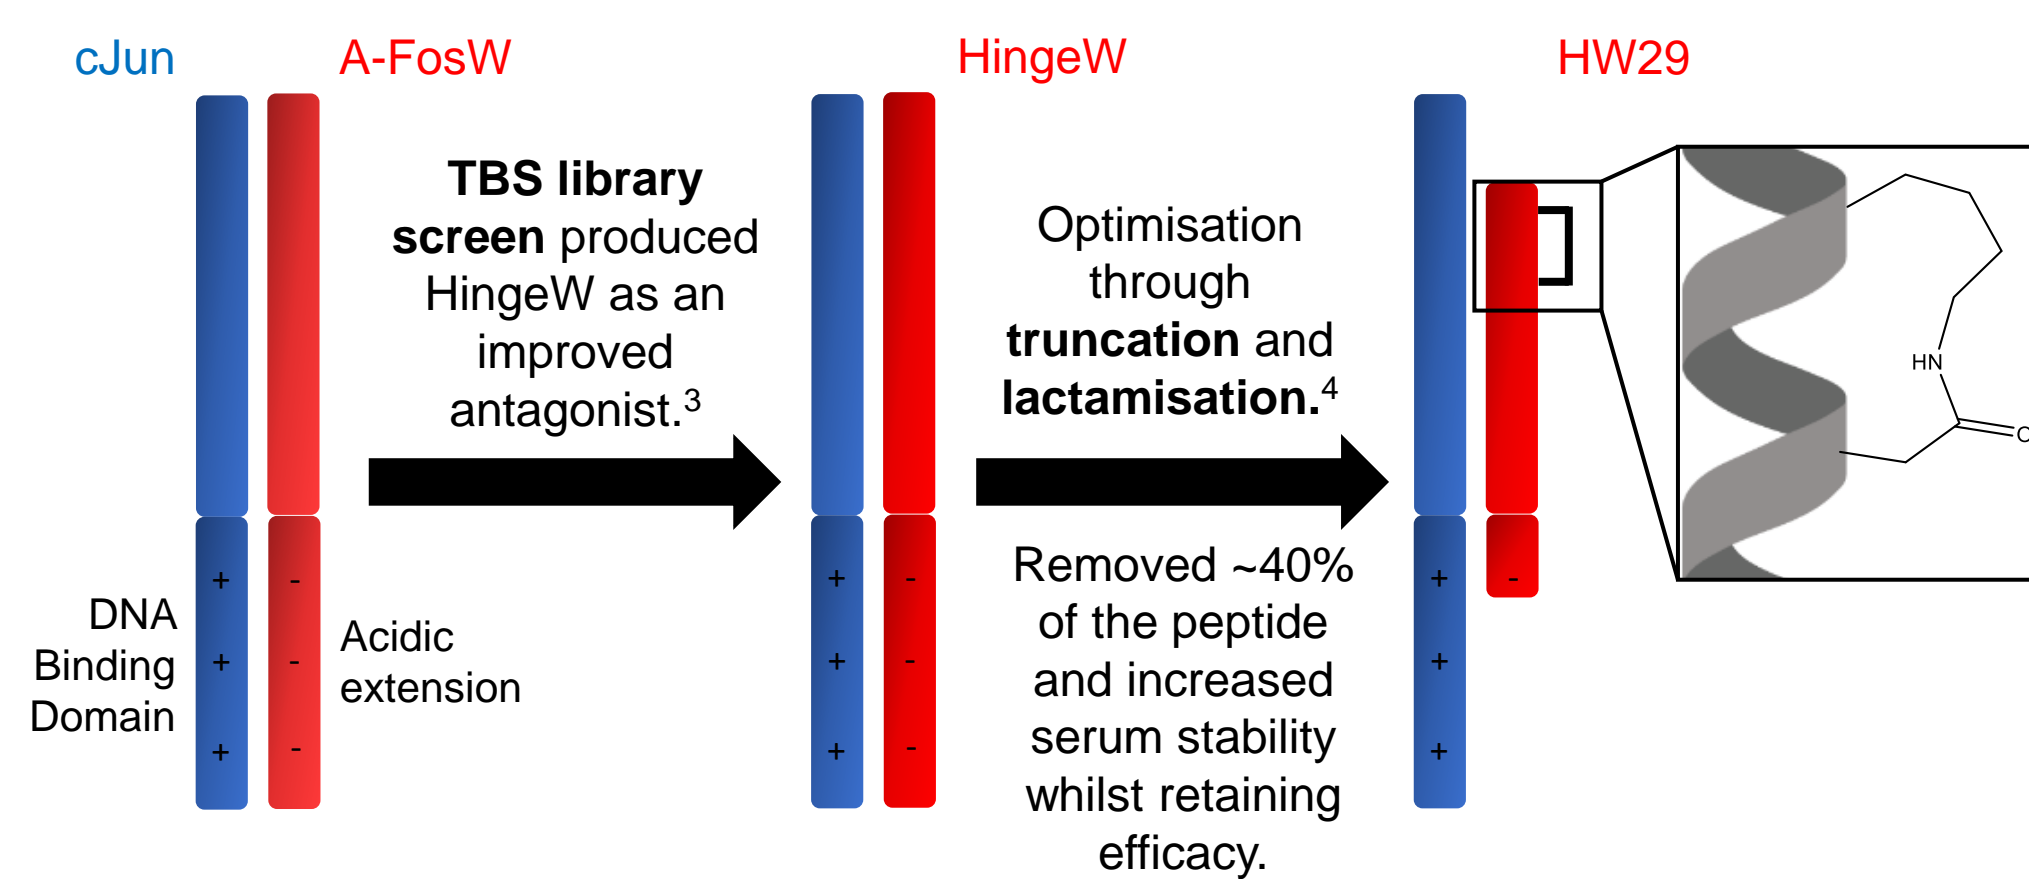 cJun
A-FosW
HingeW
HW29
TBS library
screen produced
HingeW as an
improved
antagonist.³
Optimisation
through
truncation and
lactamisation.⁴
Removed ~40%
of the peptide
and increased
serum stability
whilst retaining
efficacy.
DNA
Binding
Domain
+
+
+
-
-
-
Acidic
extension
+
+
+
-
-
-
+
+
+
-
HN
O